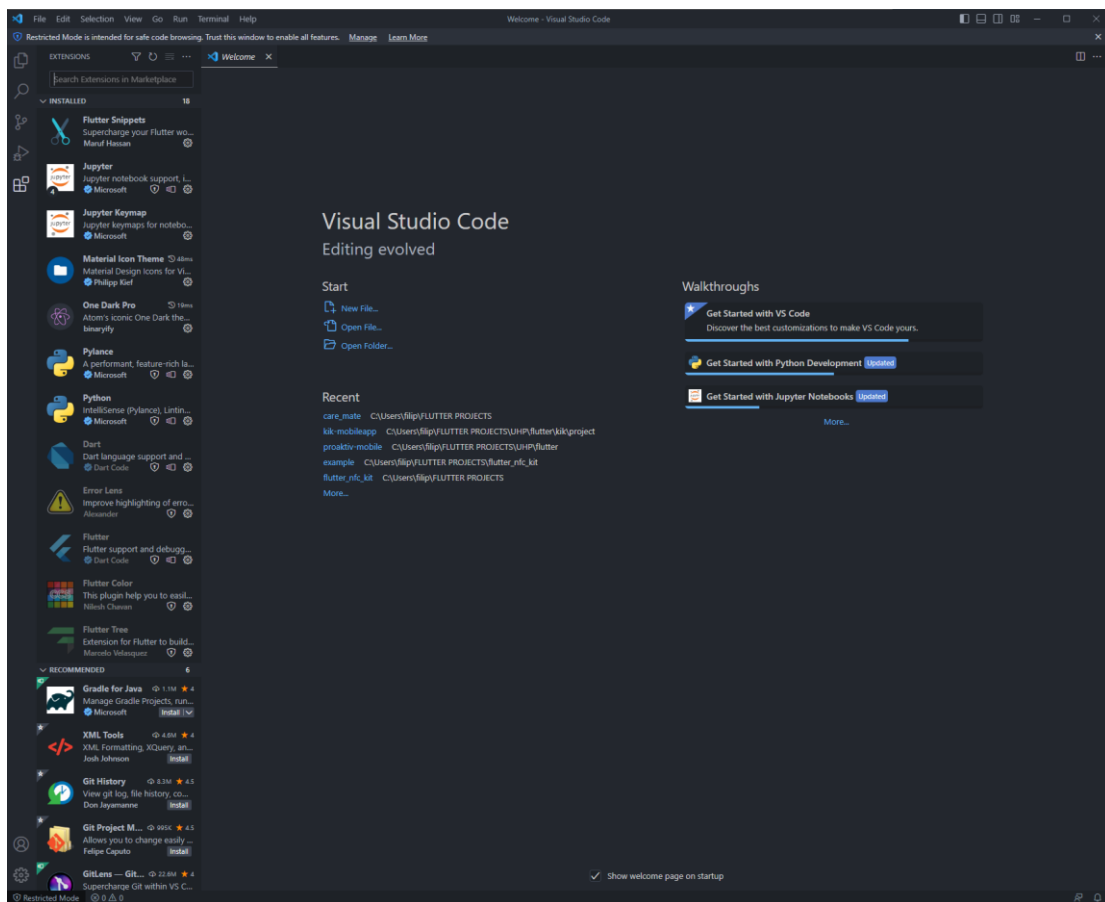 File Edit Selection View Go Run Terminal Help
Welcome - Visual Studio Code
Restricted Mode is intended for safe code browsing. Trust this window to enable all features. Manage Learn More
EXTENSIONS
Welcome
Search Extensions in Marketplace
INSTALLED 18
Flutter Snippets
Supercharge your Flutter wo...
Maruf Hassan
Jupyter
Jupyter notebook support, i...
Microsoft
4
Jupyter Keymap
Jupyter keymaps for notebo...
Microsoft
Material Icon Theme 48ms
Material Design Icons for Vi...
Philipp Kief
One Dark Pro 19ms
Atom's iconic One Dark the...
binaryify
Pylance
A performant, feature-rich la...
Microsoft
Python
IntelliSense (Pylance), Lintin...
Microsoft
Dart
Dart language support and ...
Dart Code
Error Lens
Improve highlighting of erro...
Alexander
Flutter
Flutter support and debugg...
Dart Code
Flutter Color
This plugin help you to easil...
Nilesh Chavan
Flutter Tree
Extension for Flutter to build...
Marcelo Velasquez
RECOMMENDED 6
Gradle for Java 1.1M 4
Manage Gradle Projects, run...
Microsoft Install
XML Tools 4.6M 4
XML Formatting, XQuery, an...
Josh Johnson Install
Git History 8.3M 4.5
View git log, file history, co...
Don Jayamanne Install
Git Project M... 995K 4.5
Allows you to change easily ...
Felipe Caputo Install
GitLens — Git... 22.6M 4
Supercharge Git within VS C...
Visual Studio Code
Editing evolved
Start
New File...
Open File...
Open Folder...
Recent
care_mate C:\Users\filip\FLUTTER PROJECTS
kik-mobileapp C:\Users\filip\FLUTTER PROJECTS\UHP\flutter\kik\project
proaktiv-mobile C:\Users\filip\FLUTTER PROJECTS\UHP\flutter
example C:\Users\filip\FLUTTER PROJECTS\flutter_nfc_kit
flutter_nfc_kit C:\Users\filip\FLUTTER PROJECTS
More...
Walkthroughs
Get Started with VS Code
Discover the best customizations to make VS Code yours.
Get Started with Python Development Updated
Get Started with Jupyter Notebooks Updated
More...
Show welcome page on startup
Restricted Mode 0 0